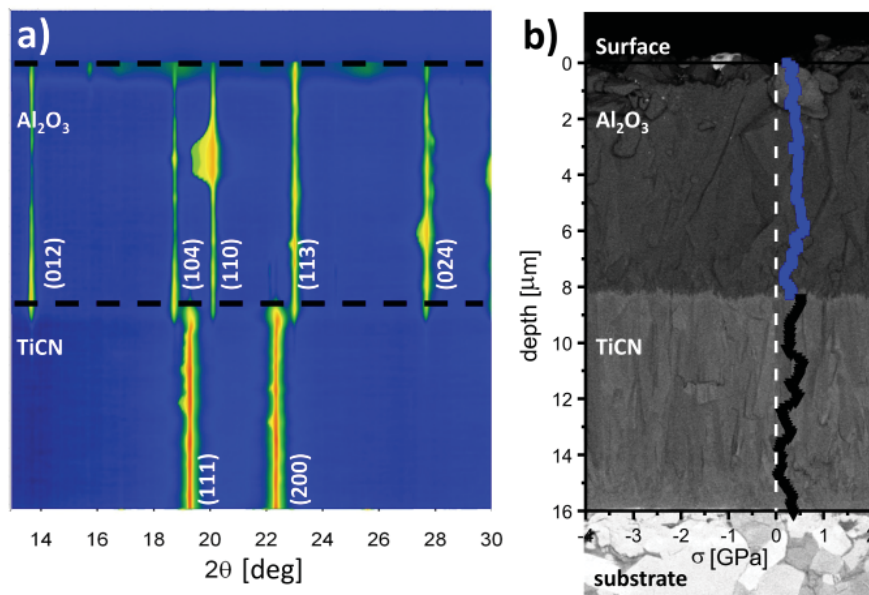 a)
Al₂O₃
(012)
(104)
(110)
(113)
(024)
TiCN
(111)
(200)
14 16 18 20 22 24 26 28 30
2θ [deg]
b)
Surface
Al₂O₃
TiCN
depth [μm]
0
2
4
6
8
10
12
14
16
-4 -3 -2 -1 0 1 2
σ [GPa]
substrate